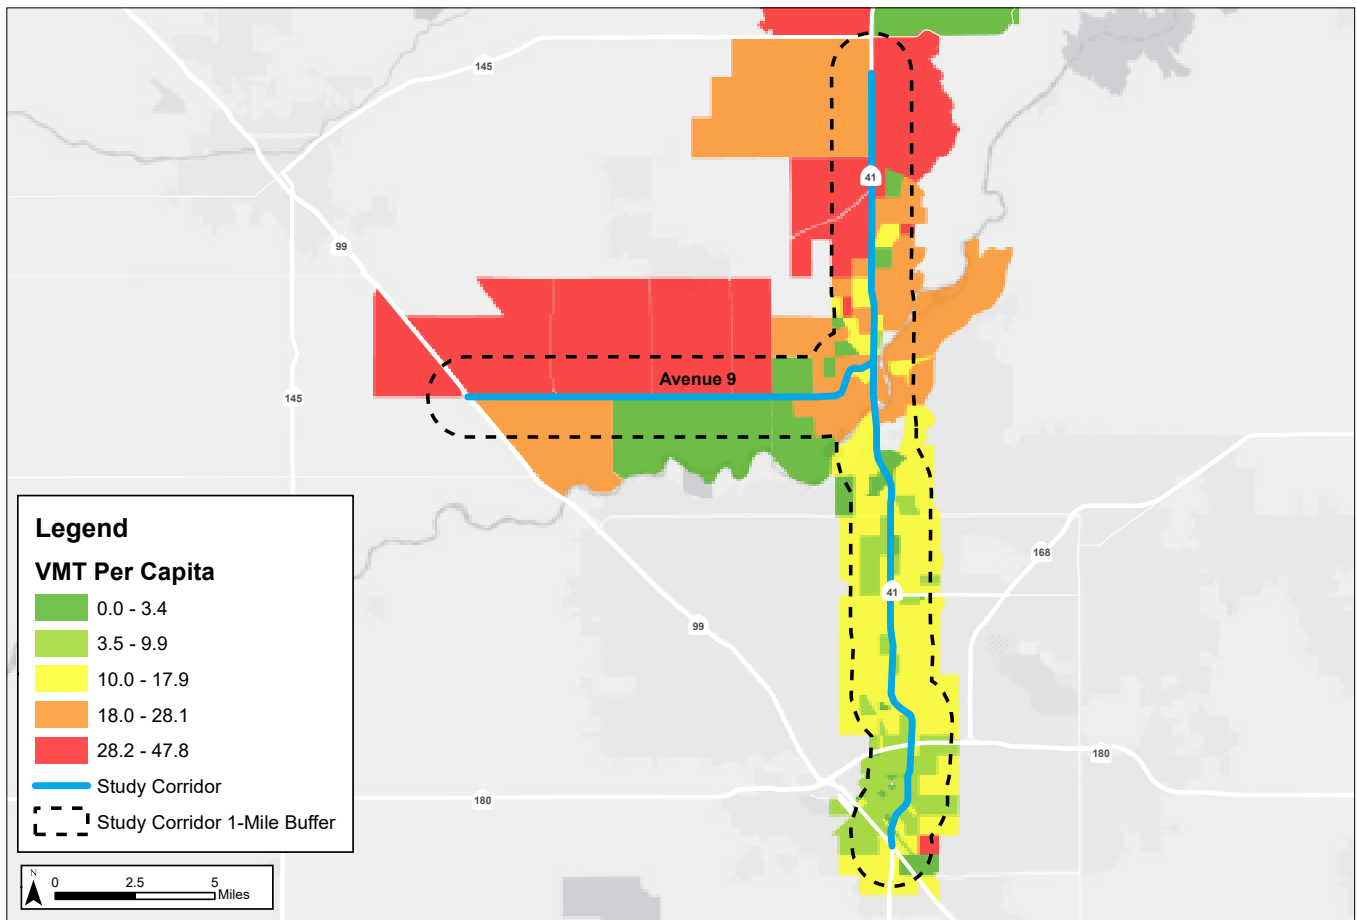 145
41
99
Avenue 9
145
168
41
99
180
180
Legend
VMT Per Capita
0.0 - 3.4
3.5 - 9.9
10.0 - 17.9
18.0 - 28.1
28.2 - 47.8
Study Corridor
Study Corridor 1-Mile Buffer
N
0 2.5 5
Miles